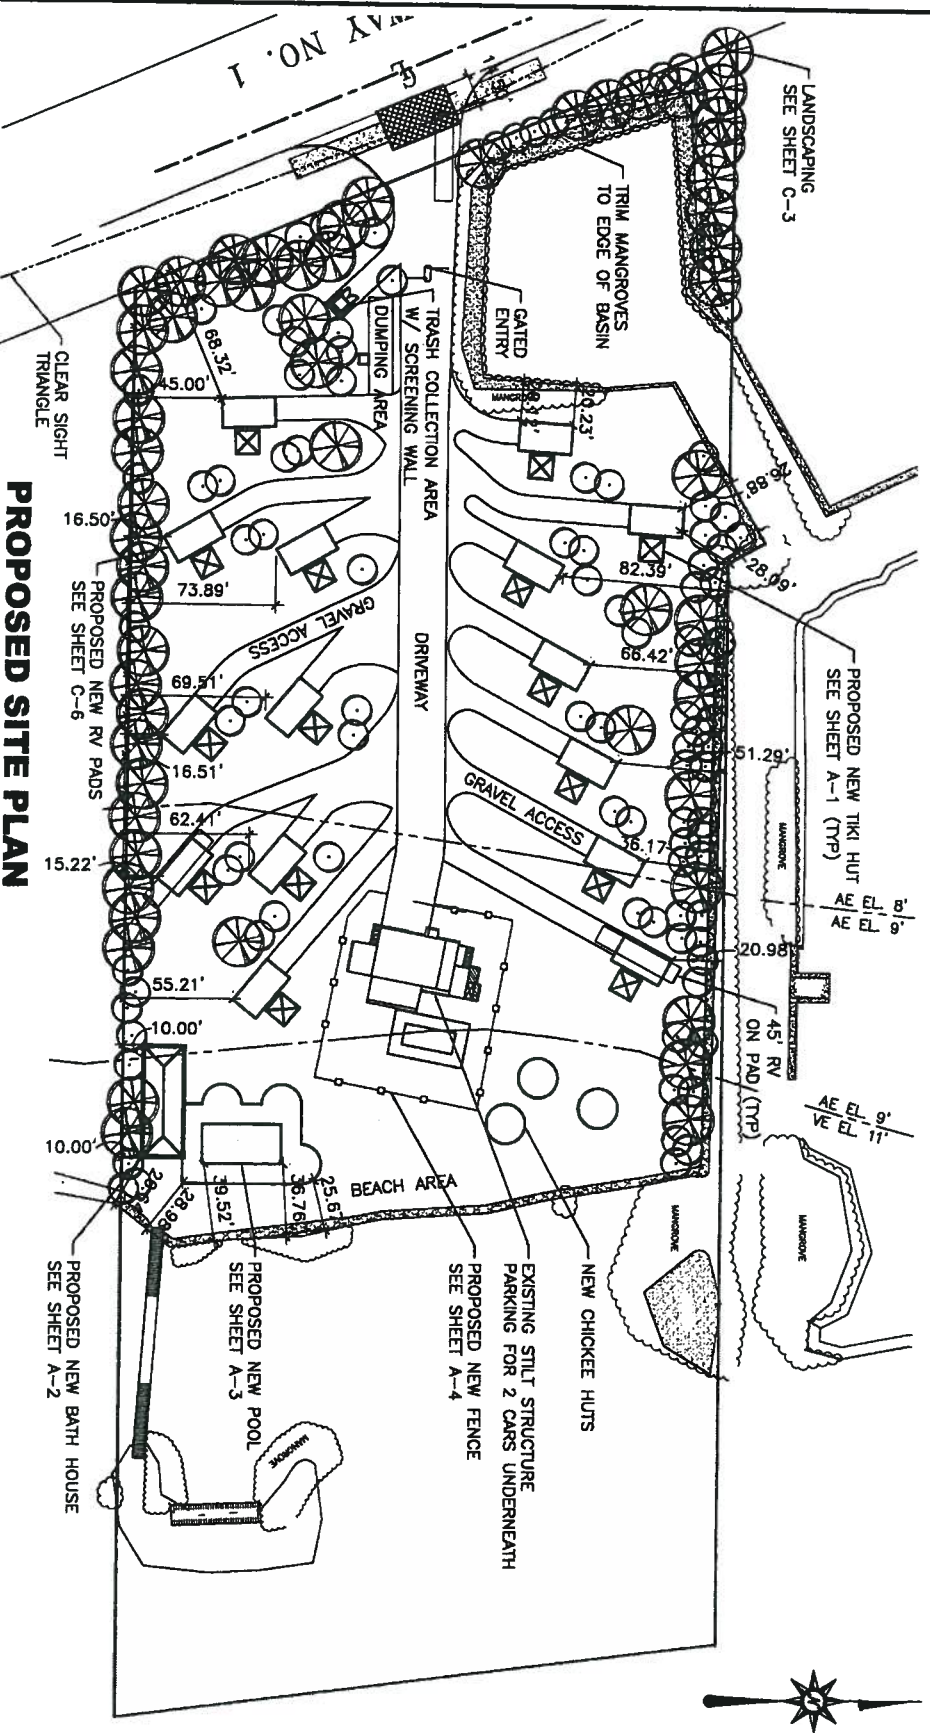 WAY NO. 1
LANDSCAPING
SEE SHEET C-3
TRIM MANGROVES
TO EDGE OF BASIN
GATED
ENTRY
TRASH COLLECTION AREA
W/ SCREENING WALL
DUMPING AREA
CLEAR SIGHT
TRIANGLE
68.32'
45.00'
MANGROVE
20.23'
26.88'
28.09'
82.39'
16.50'
73.89'
GRAVEL ACCESS
DRIVEWAY
66.42'
PROPOSED NEW RV PADS
SEE SHEET C-6
69.51'
16.51'
PROPOSED NEW TIKI HUT
SEE SHEET A-1 (TYP)
51.29'
MANGROVE
GRAVEL ACCESS
36.17'
62.41'
15.22'
AE EL. 8'
AE EL. 9'
20.98'
45' RV
ON PAD (TYP)
55.21'
10.00'
AE EL. 9'
VE EL. 11'
10.00'
28.98'
39.52'
36.76'
25.67'
BEACH AREA
MANGROVE
MANGROVE
NEW CHICKEE HUTS
EXISTING STILT STRUCTURE
PARKING FOR 2 CARS UNDERNEATH
PROPOSED NEW FENCE
SEE SHEET A-4
PROPOSED NEW POOL
SEE SHEET A-3
PROPOSED NEW BATH HOUSE
SEE SHEET A-2
MANGROVE
N
PROPOSED SITE PLAN